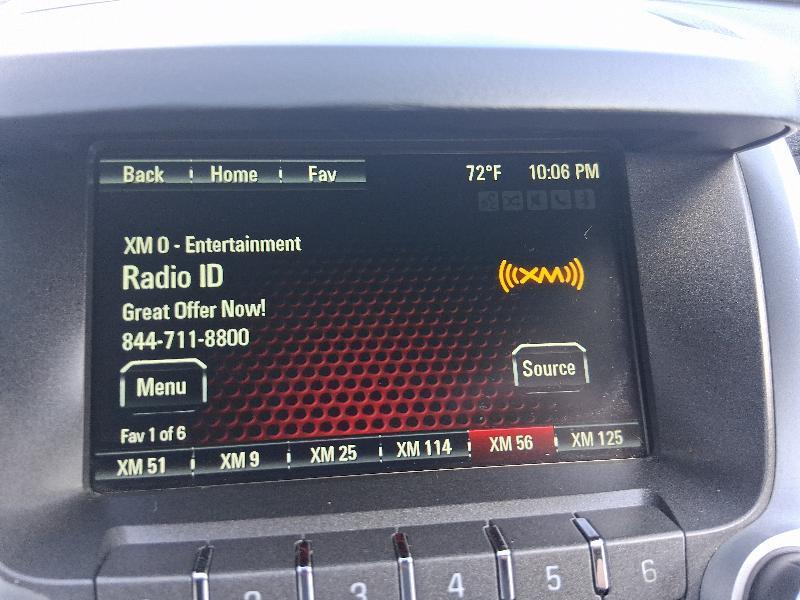 Back Home Fav 72°F 10:06 PM
XM 0 - Entertainment
Radio ID
((XM))
Great Offer Now!
844-711-8800
Menu
Source
Fav 1 of 6
XM 51 XM 9 XM 25 XM 114 XM 56 XM 125
3 4 5 6